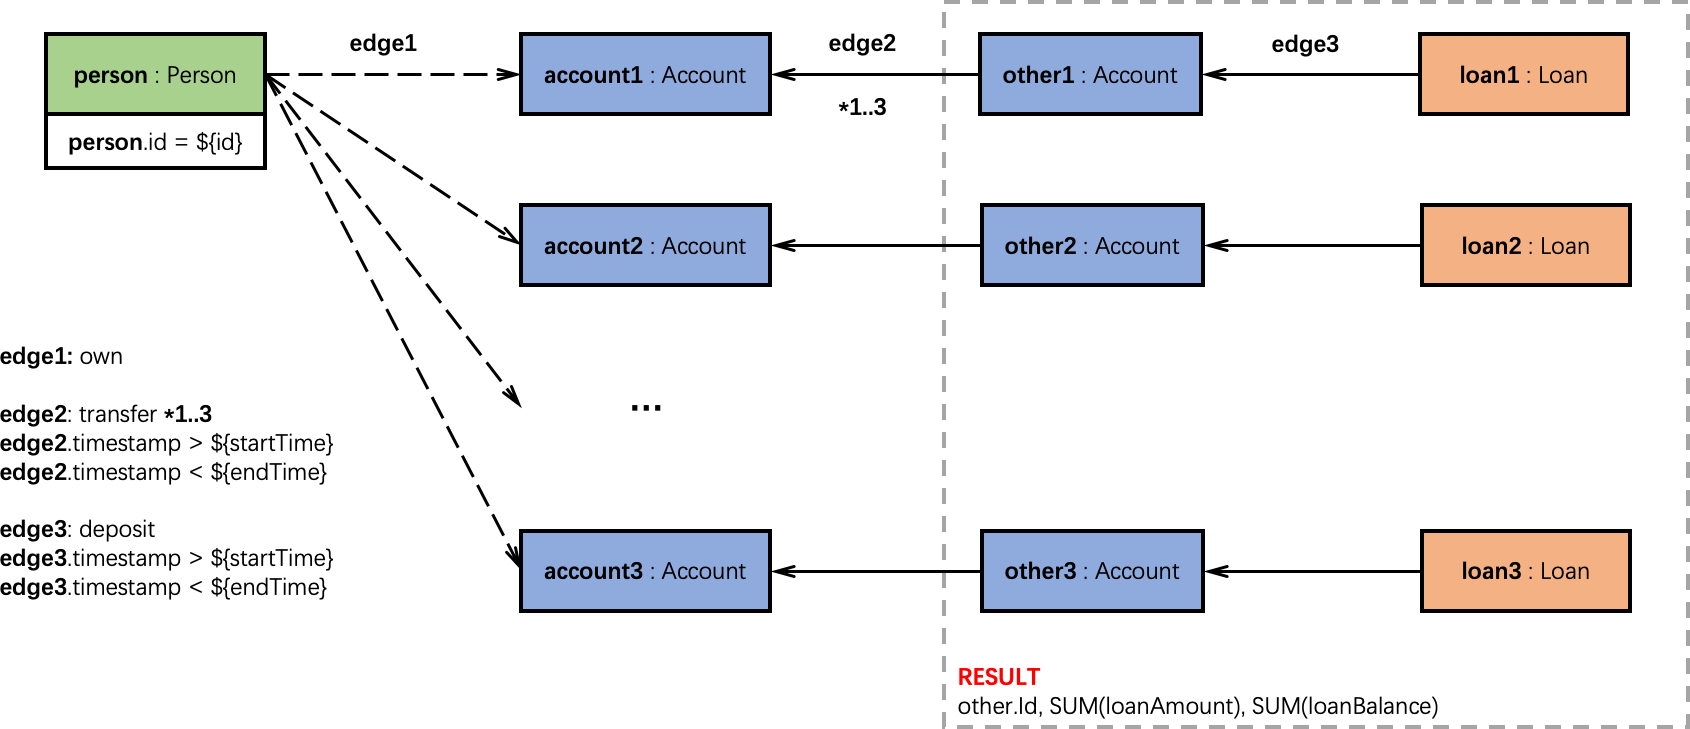 edge1
edge2
edge3
person : Person
account1 : Account
other1 : Account
loan1 : Loan
*1..3
person.id = ${id}
account2 : Account
other2 : Account
loan2 : Loan
edge1: own
...
edge2: transfer *1..3
edge2.timestamp > ${startTime}
edge2.timestamp < ${endTime}
edge3: deposit
edge3.timestamp > ${startTime}
edge3.timestamp < ${endTime}
account3 : Account
other3 : Account
loan3 : Loan
RESULT
other.Id, SUM(loanAmount), SUM(loanBalance)